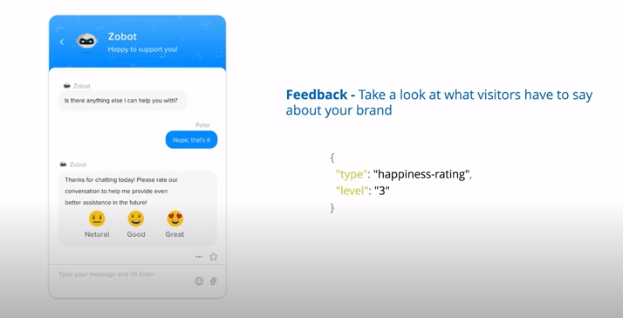 Zobot
Happy to support you!
Zobot
Is there anything else I can help you with?
Peter
Nope, that's it
Zobot
Thanks for chatting today! Please rate our
conversation to help me provide even
better assistance in the future!
Netural Good Great
Type your message and hit Enter
Feedback - Take a look at what visitors have to say
about your brand
{
"type": "happiness-rating",
"level": "3"
}